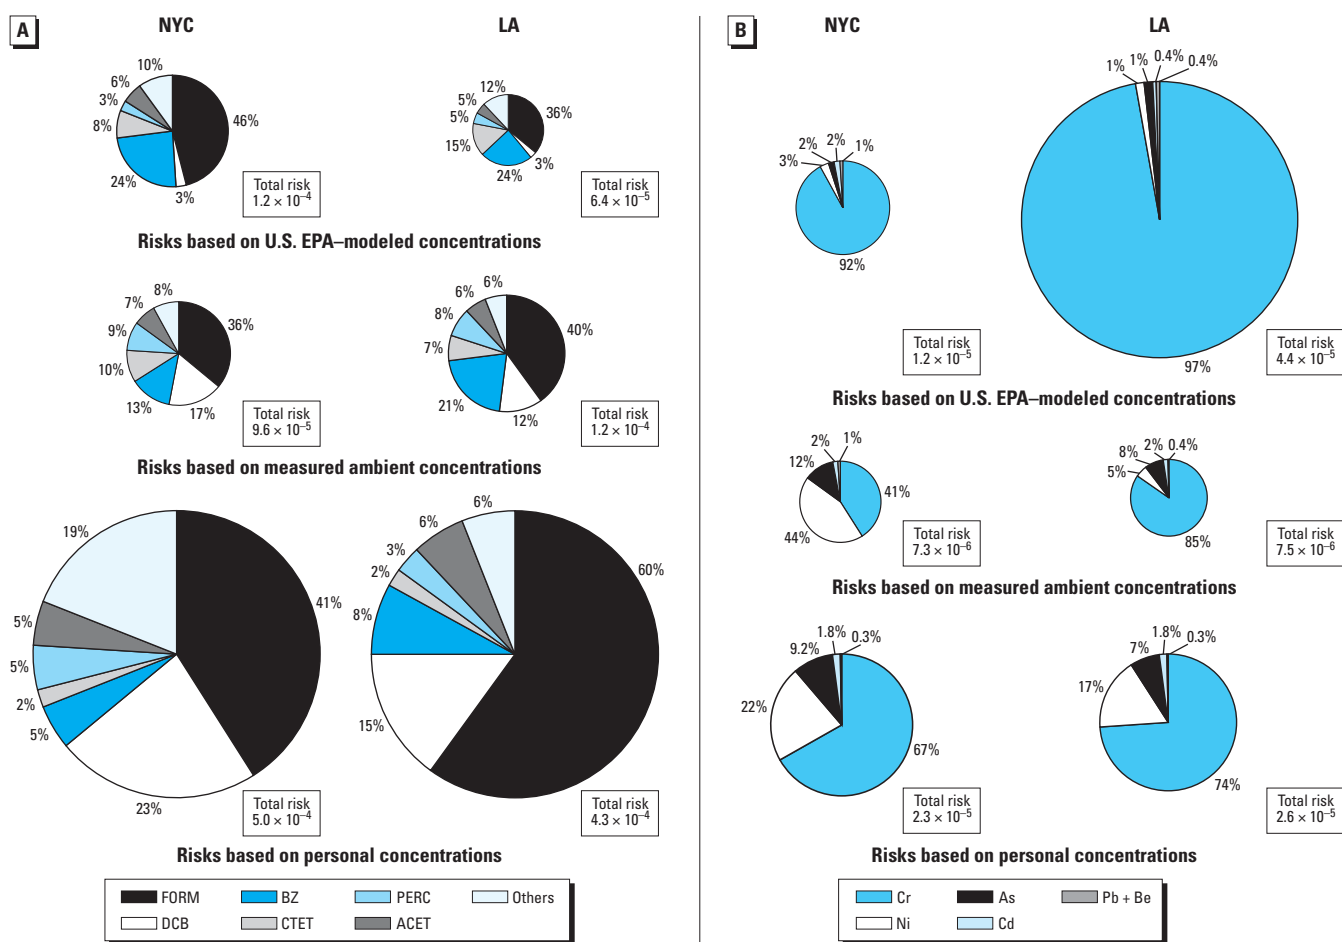 A
NYC
LA
10%
6%
3%
8%
24%
3%
46%
Total risk
1.2 × 10⁻⁴
12%
5%
5%
15%
24%
3%
36%
Total risk
6.4 × 10⁻⁵
Risks based on U.S. EPA–modeled concentrations
8%
7%
9%
10%
13%
17%
36%
Total risk
9.6 × 10⁻⁵
6%
6%
8%
7%
21%
12%
40%
Total risk
1.2 × 10⁻⁴
Risks based on measured ambient concentrations
19%
5%
5%
2%
5%
23%
41%
Total risk
5.0 × 10⁻⁴
6%
6%
3%
2%
8%
15%
60%
Total risk
4.3 × 10⁻⁴
Risks based on personal concentrations
FORM
BZ
PERC
Others
DCB
CTET
ACET
B
NYC
LA
3%
2%
2%
1%
92%
Total risk
1.2 × 10⁻⁵
1%
1%
0.4%
0.4%
97%
Total risk
4.4 × 10⁻⁵
Risks based on U.S. EPA–modeled concentrations
12%
2%
1%
41%
44%
Total risk
7.3 × 10⁻⁶
5%
8%
2%
0.4%
85%
Total risk
7.5 × 10⁻⁶
Risks based on measured ambient concentrations
22%
9.2%
1.8%
0.3%
67%
Total risk
2.3 × 10⁻⁵
17%
7%
1.8%
0.3%
74%
Total risk
2.6 × 10⁻⁵
Risks based on personal concentrations
Cr
As
Pb + Be
Ni
Cd